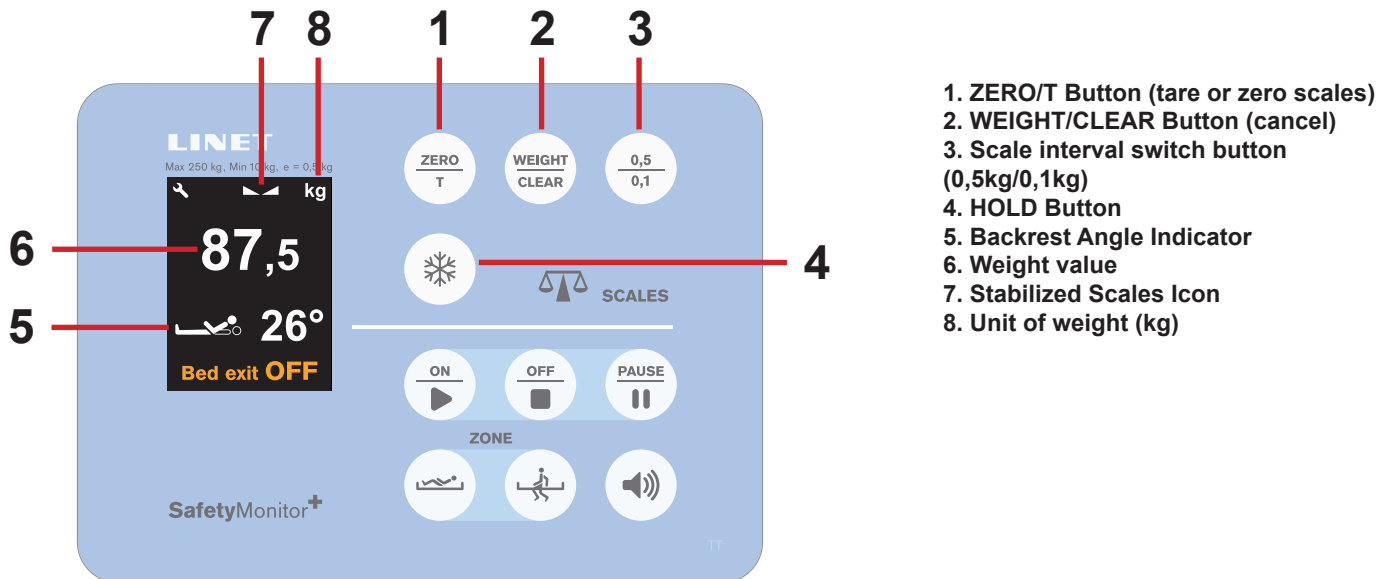 7 8 1 2 3
LINET
Max 250 kg, Min 10 kg, e = 0,5 kg
kg
ZERO
T
WEIGHT
CLEAR
0,5
0,1
6
87,5
4
SCALES
5
26°
Bed exit OFF
ON
OFF
PAUSE
ZONE
SafetyMonitor+
TT
1. ZERO/T Button (tare or zero scales)
2. WEIGHT/CLEAR Button (cancel)
3. Scale interval switch button
(0,5kg/0,1kg)
4. HOLD Button
5. Backrest Angle Indicator
6. Weight value
7. Stabilized Scales Icon
8. Unit of weight (kg)